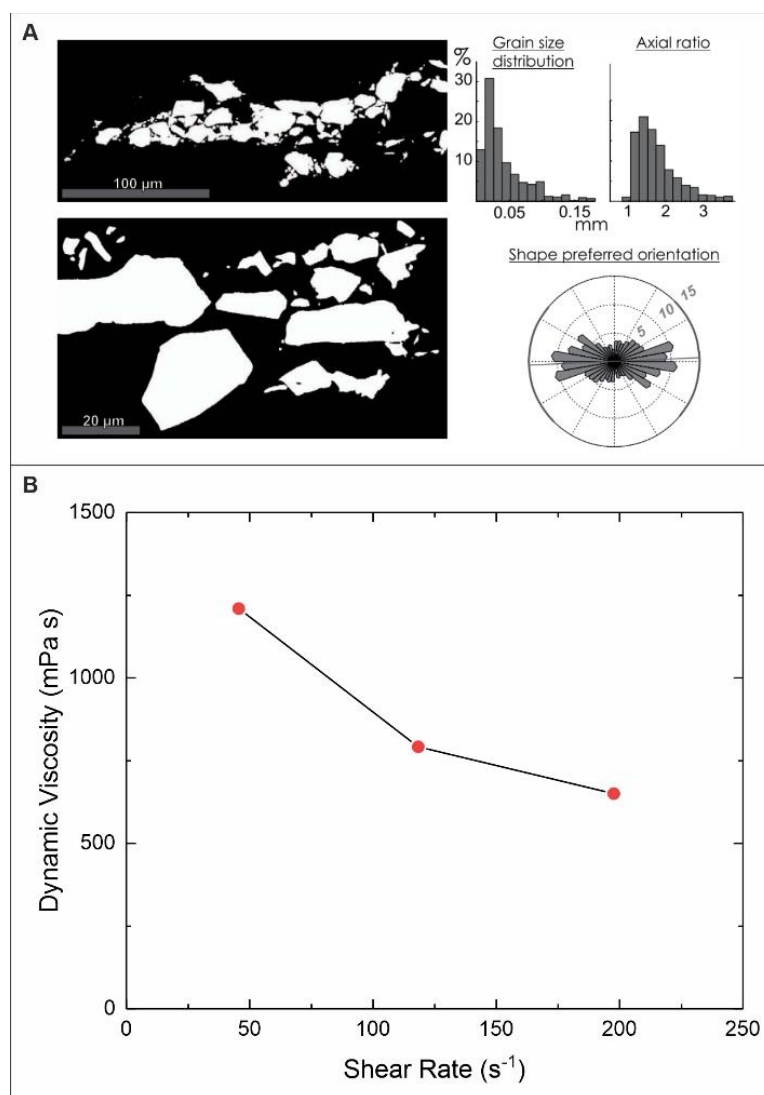 A
100 µm
20 µm
Grain size
distribution
%
30
20
10
0.05
0.15
mm
Axial ratio
1
2
3
Shape preferred orientation
5
10
15
B
1500
1000
500
0
0
50
100
150
200
250
Dynamic Viscosity (mPa s)
Shear Rate (s⁻¹)